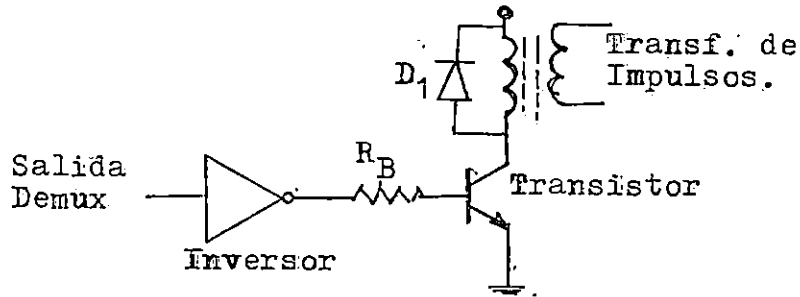 Transf. de
Impulsos.
D1
Salida
Demux
RB
Transistor
Inversor